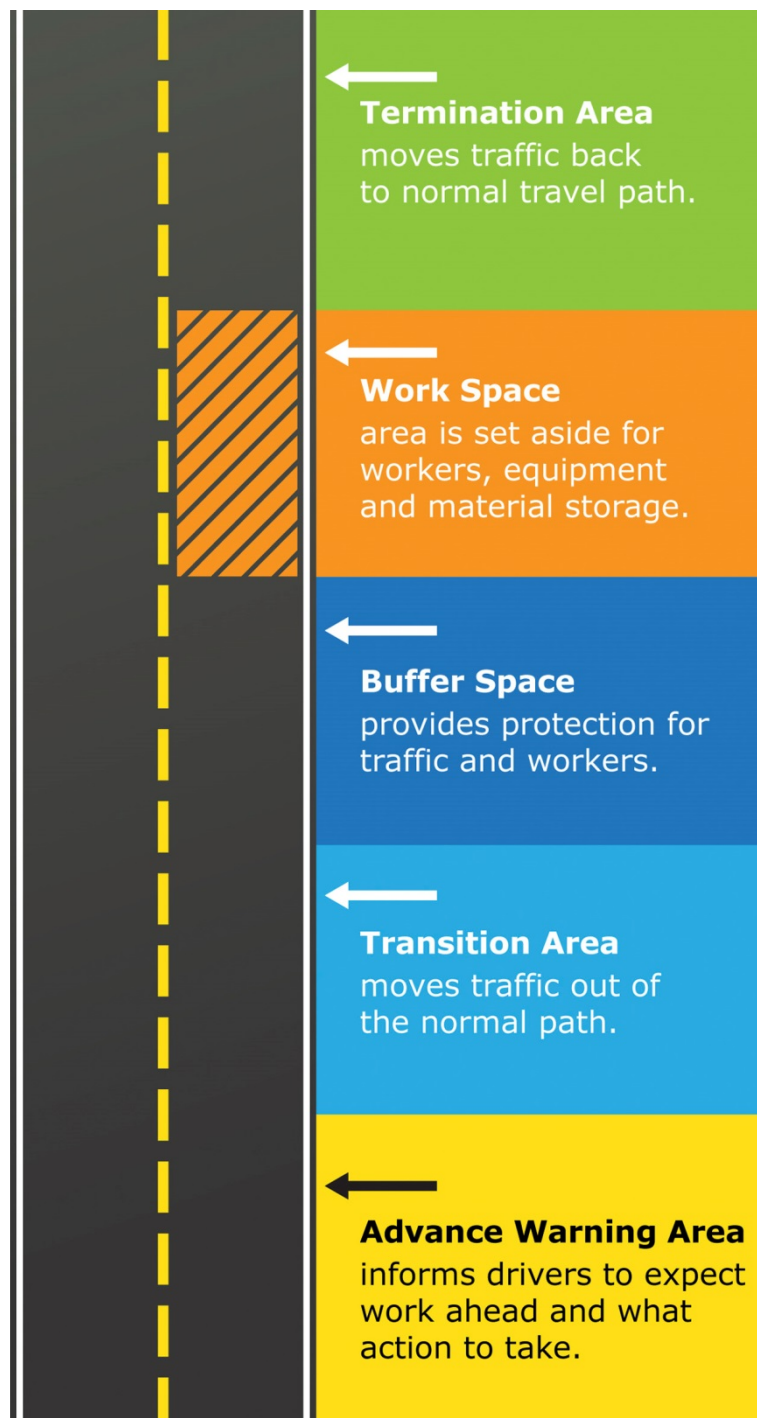 Termination Area
moves traffic back
to normal travel path.
Work Space
area is set aside for
workers, equipment
and material storage.
Buffer Space
provides protection for
traffic and workers.
Transition Area
moves traffic out of
the normal path.
Advance Warning Area
informs drivers to expect
work ahead and what
action to take.